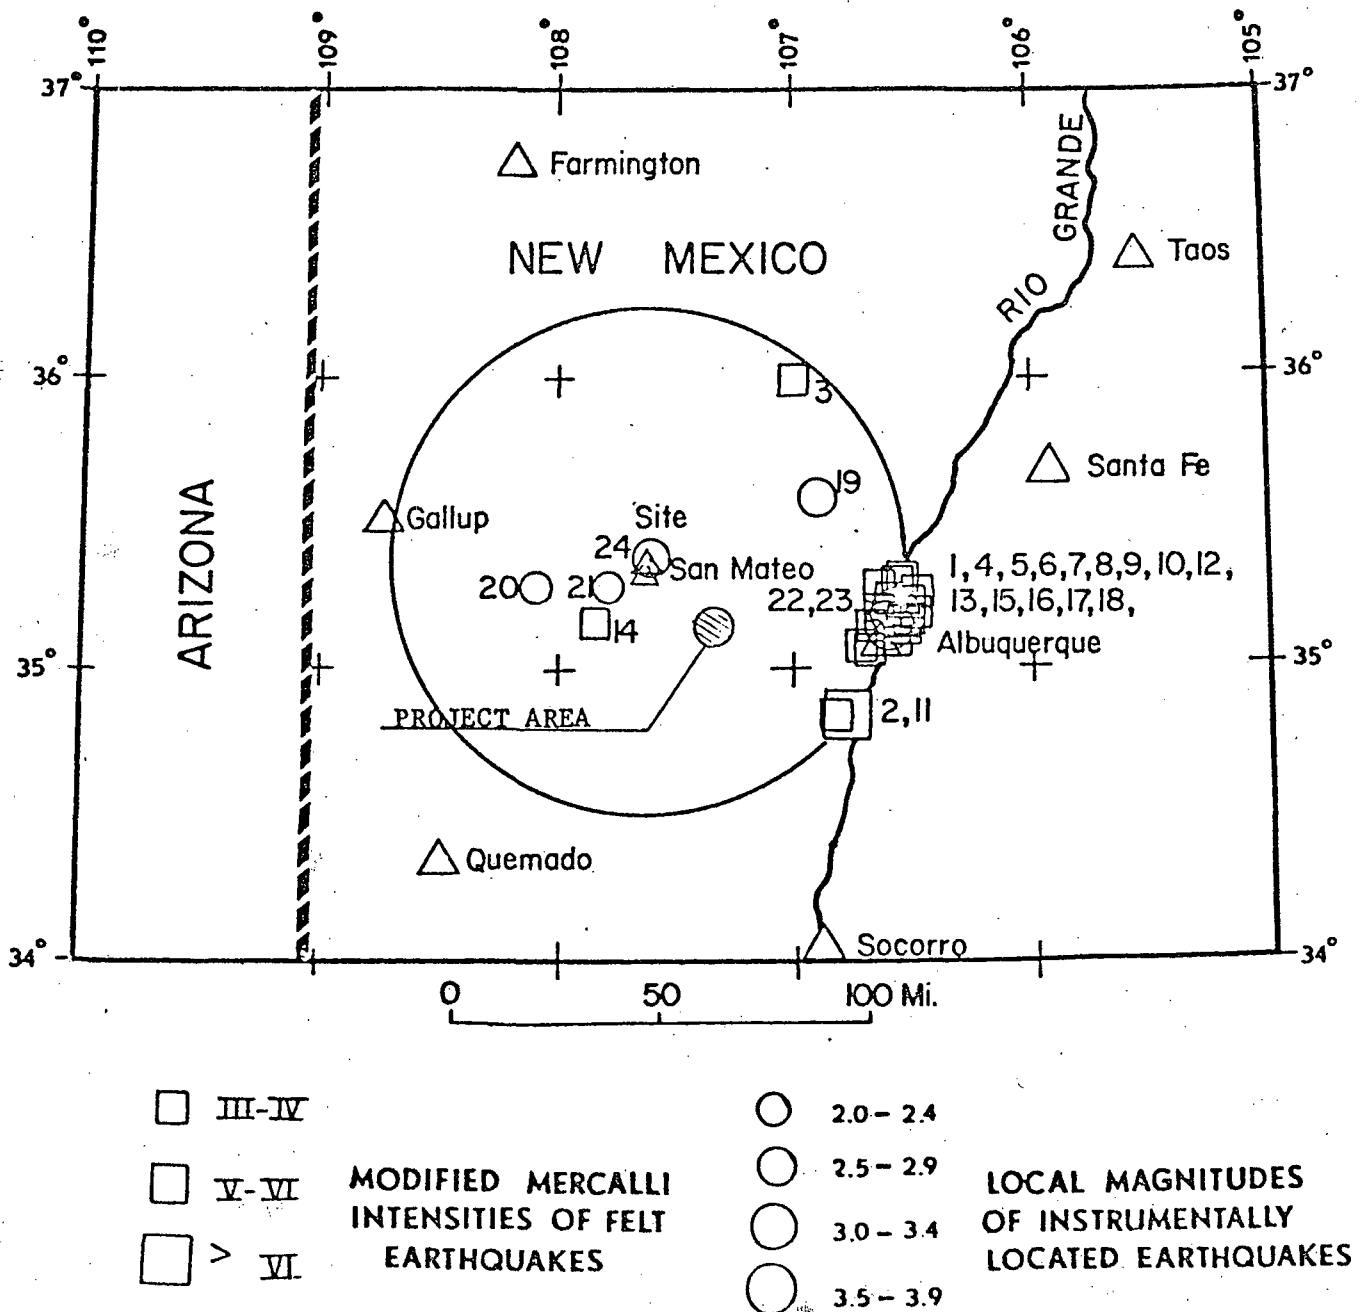 110° 109° 108° 107° 106° 105°
37° 37°
Farmington
GRANDE
Taos
NEW MEXICO
RIO
36° 36°
3
Santa Fe
19
Gallup
Site
ARIZONA
24
San Mateo
1,4,5,6,7,8,9,10,12,
20 21
22,23 13,15,16,17,18,
14
Albuquerque
35° 35°
PROJECT AREA
2,11
Quemado
Socorro
34° 34°
0 50 100 Mi.
III-IV
V-VI
> VI
MODIFIED MERCALLI
INTENSITIES OF FELT
EARTHQUAKES
2.0 - 2.4
2.5 - 2.9
3.0 - 3.4
3.5 - 3.9
LOCAL MAGNITUDES
OF INSTRUMENTALLY
LOCATED EARTHQUAKES